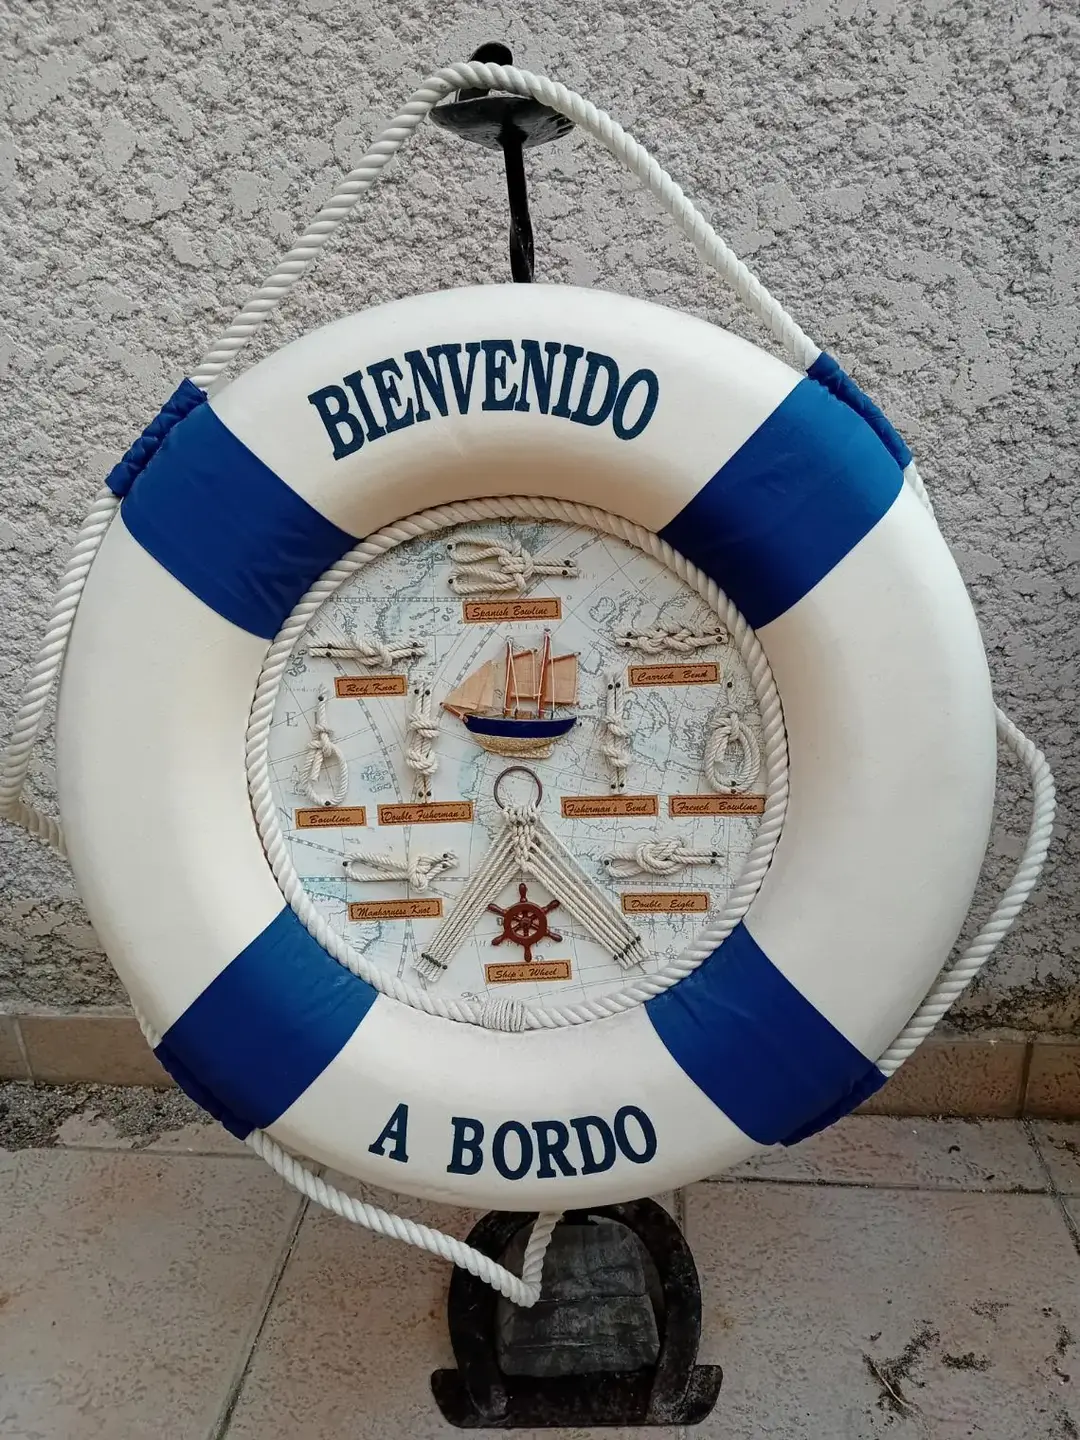 BIENVENIDO
Spanish Bowline
Reef Knot
Carrick Bend
Bowline
Double Fisherman's
Fisherman's Bend
French Bowline
Manharness Knot
Double Eight
Ship's Wheel
A BORDO